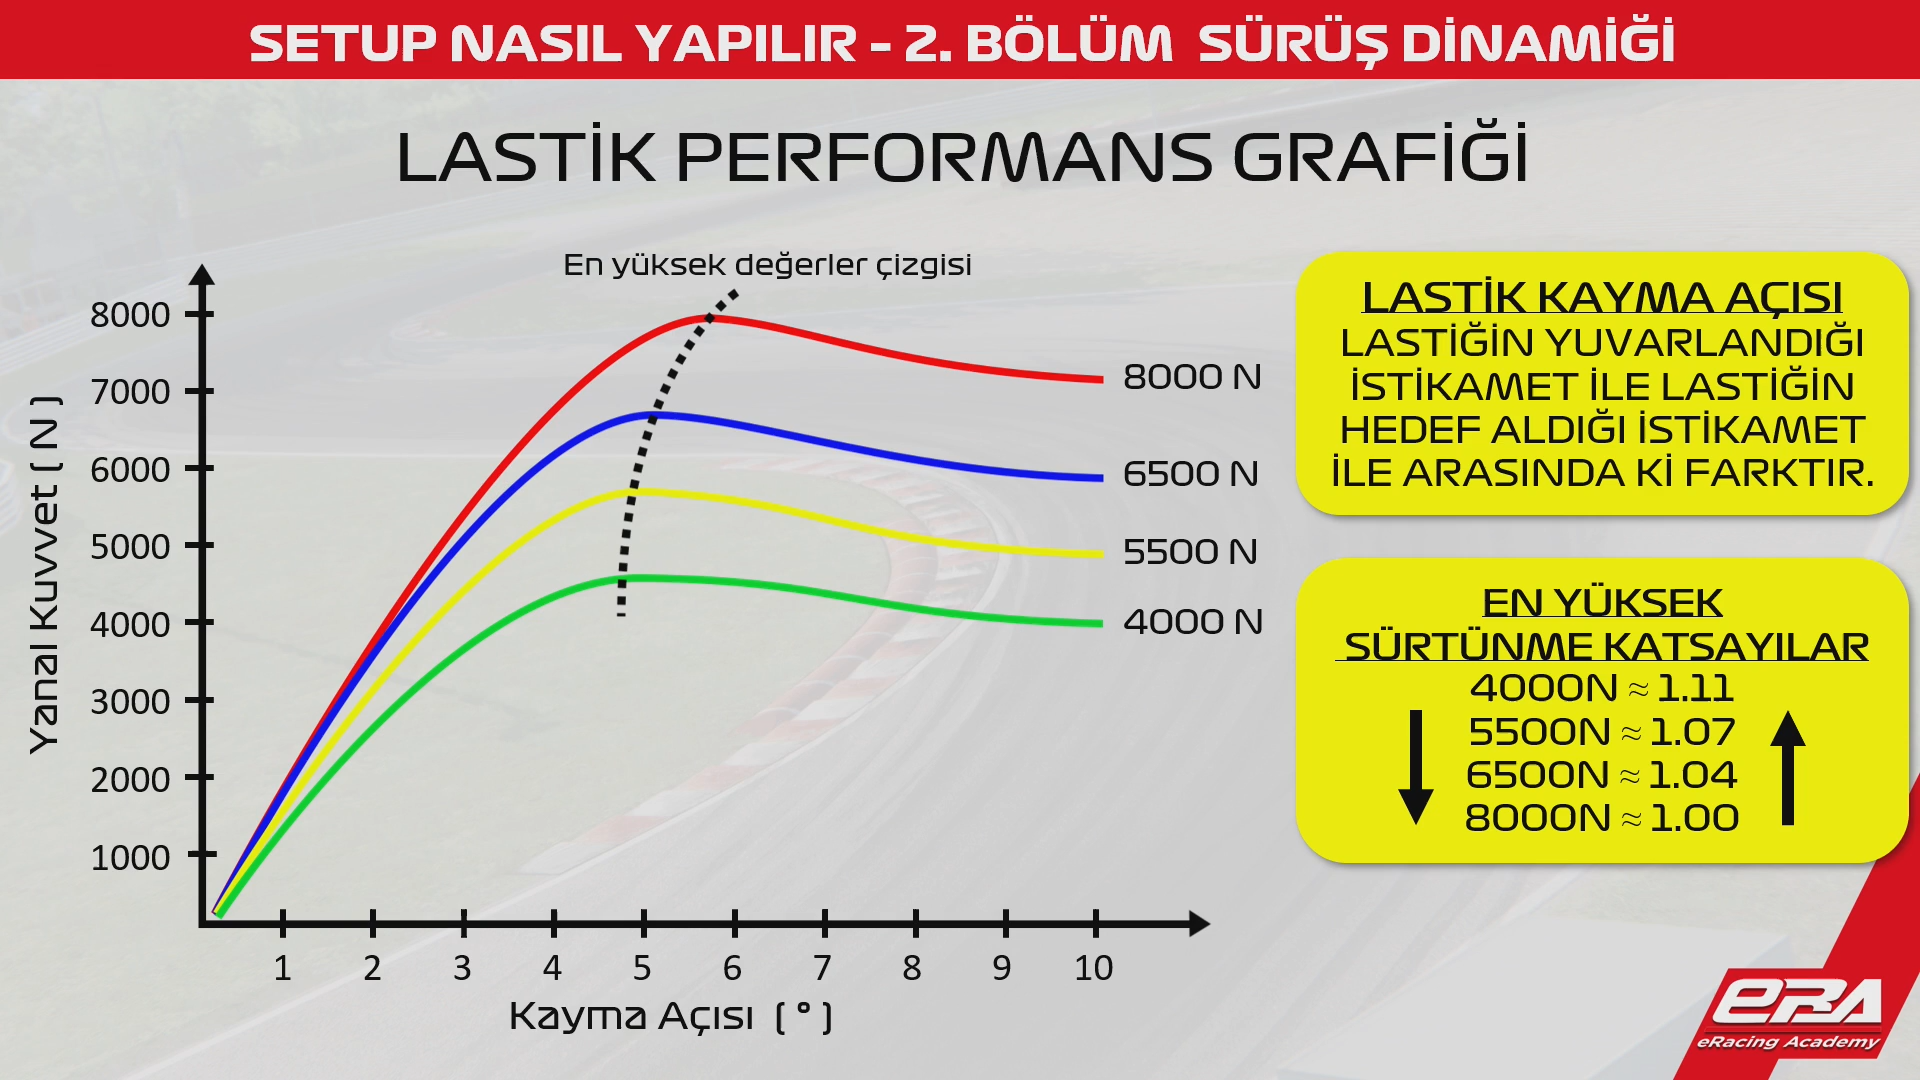 SETUP NASIL YAPILIR - 2. BÖLÜM SÜRÜŞ DİNAMİĞİ
LASTİK PERFORMANS GRAFİĞİ
En yüksek değerler çizgisi
Yanal Kuvvet ( N )
8000
7000
6000
5000
4000
3000
2000
1000
8000 N
6500 N
5500 N
4000 N
1 2 3 4 5 6 7 8 9 10
Kayma Açısı ( ° )
LASTİK KAYMA AÇISI
LASTİĞİN YUVARLANDIĞI
İSTİKAMET İLE LASTİĞİN
HEDEF ALDIĞI İSTİKAMET
İLE ARASINDA Kİ FARKTIR.
EN YÜKSEK
SÜRTÜNME KATSAYILAR
4000N ≈ 1.11
5500N ≈ 1.07
6500N ≈ 1.04
8000N ≈ 1.00
eRA
eRacing Academy